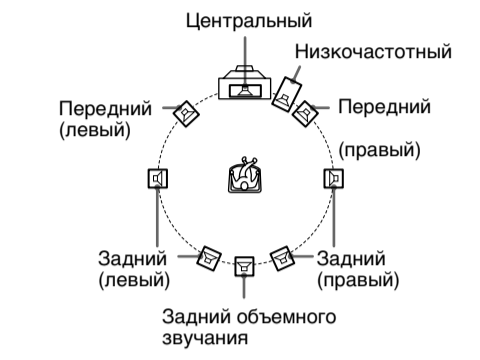 Центральный
Низкочастотный
Передний
(левый)
Передний
(правый)
Задний
(левый)
Задний
(правый)
Задний объемного
звучания